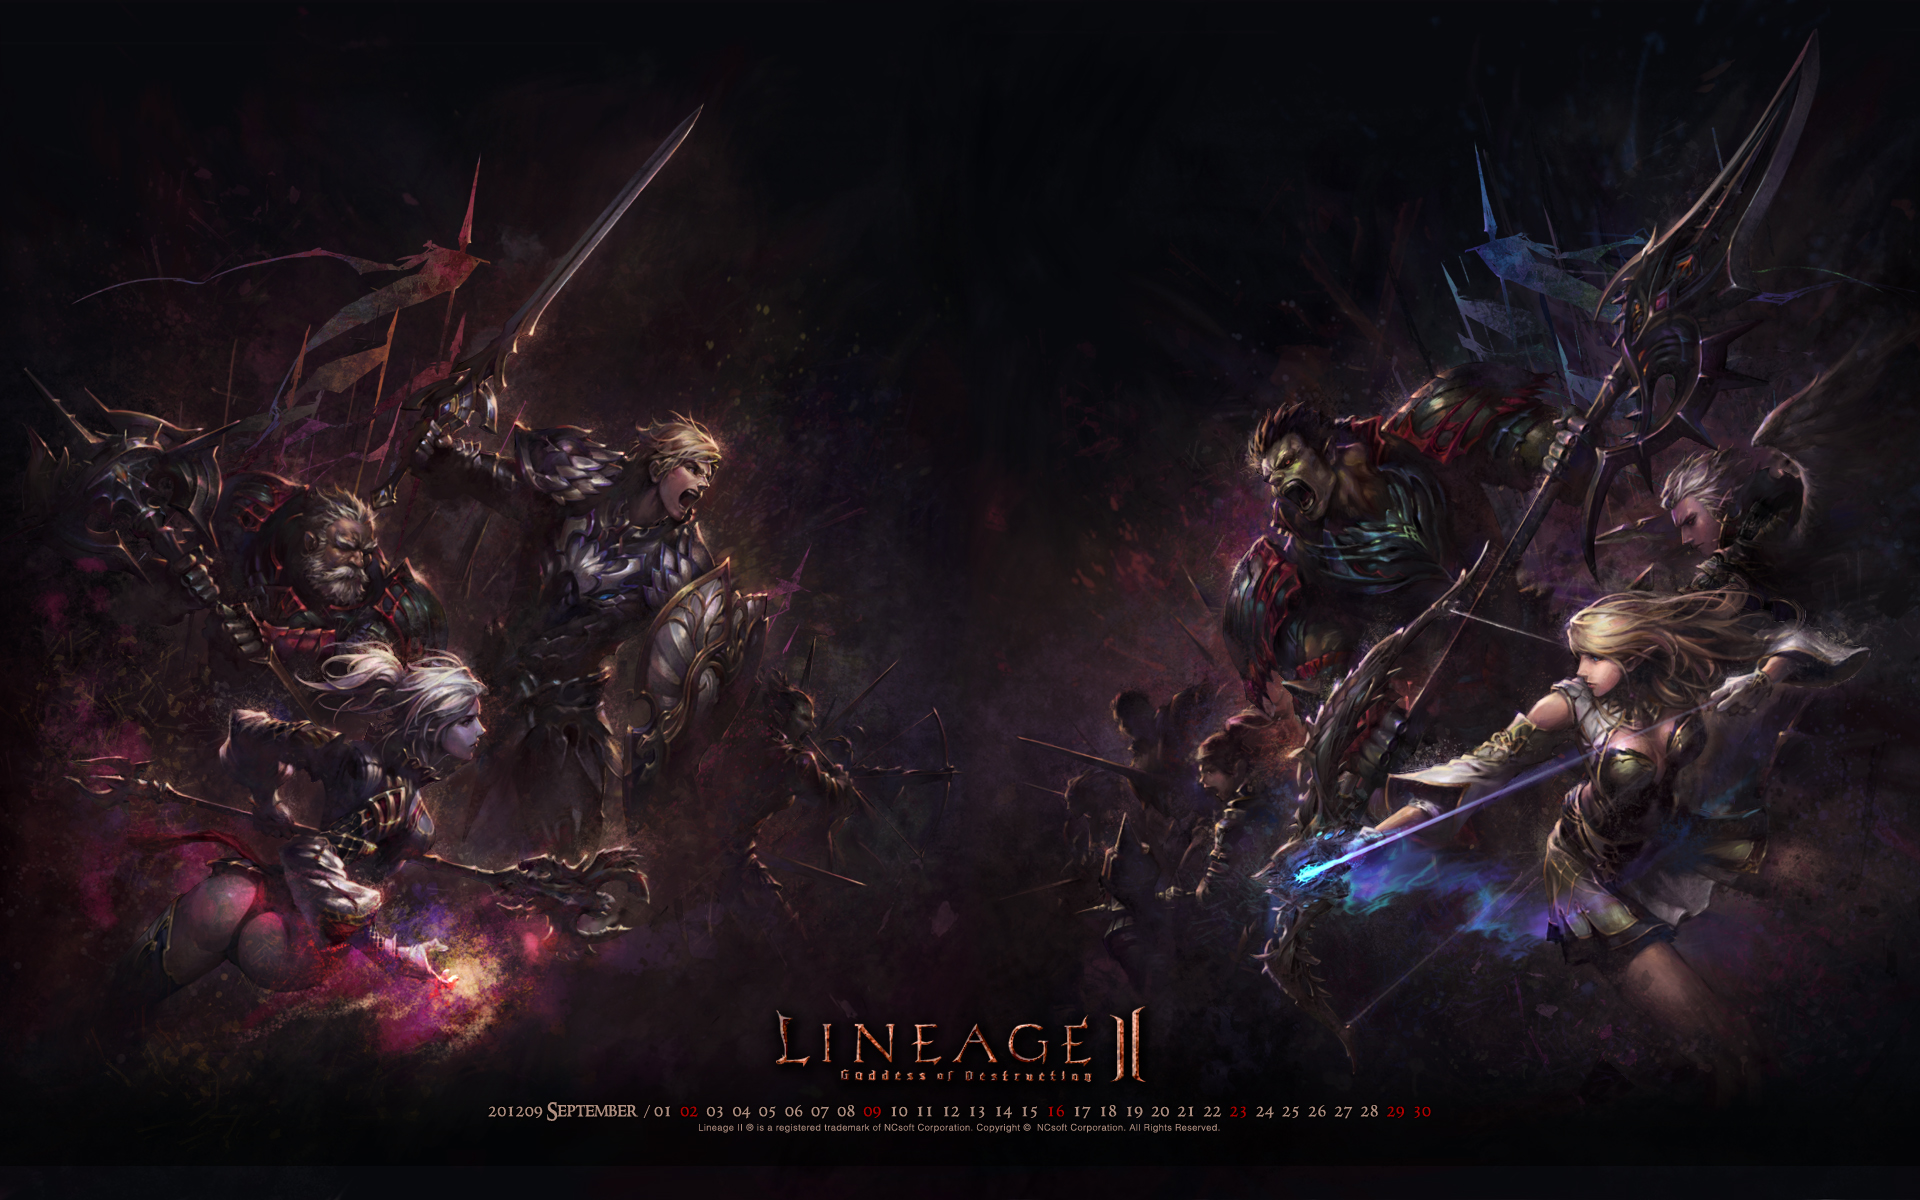 LINEAGE II
Goddess of Destruction
201209 SEPTEMBER / 01 02 03 04 05 06 07 08 09 10 11 12 13 14 15 16 17 18 19 20 21 22 23 24 25 26 27 28 29 30
Lineage II ® is a registered trademark of NCsoft Corporation. Copyright © NCsoft Corporation. All Rights Reserved.